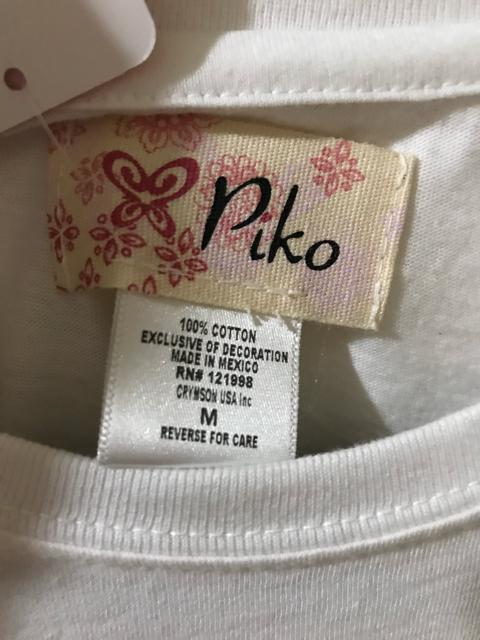 Piko
100% COTTON
EXCLUSIVE OF DECORATION
MADE IN MEXICO
RN# 121998
CRYMSON USA Inc
M
REVERSE FOR CARE